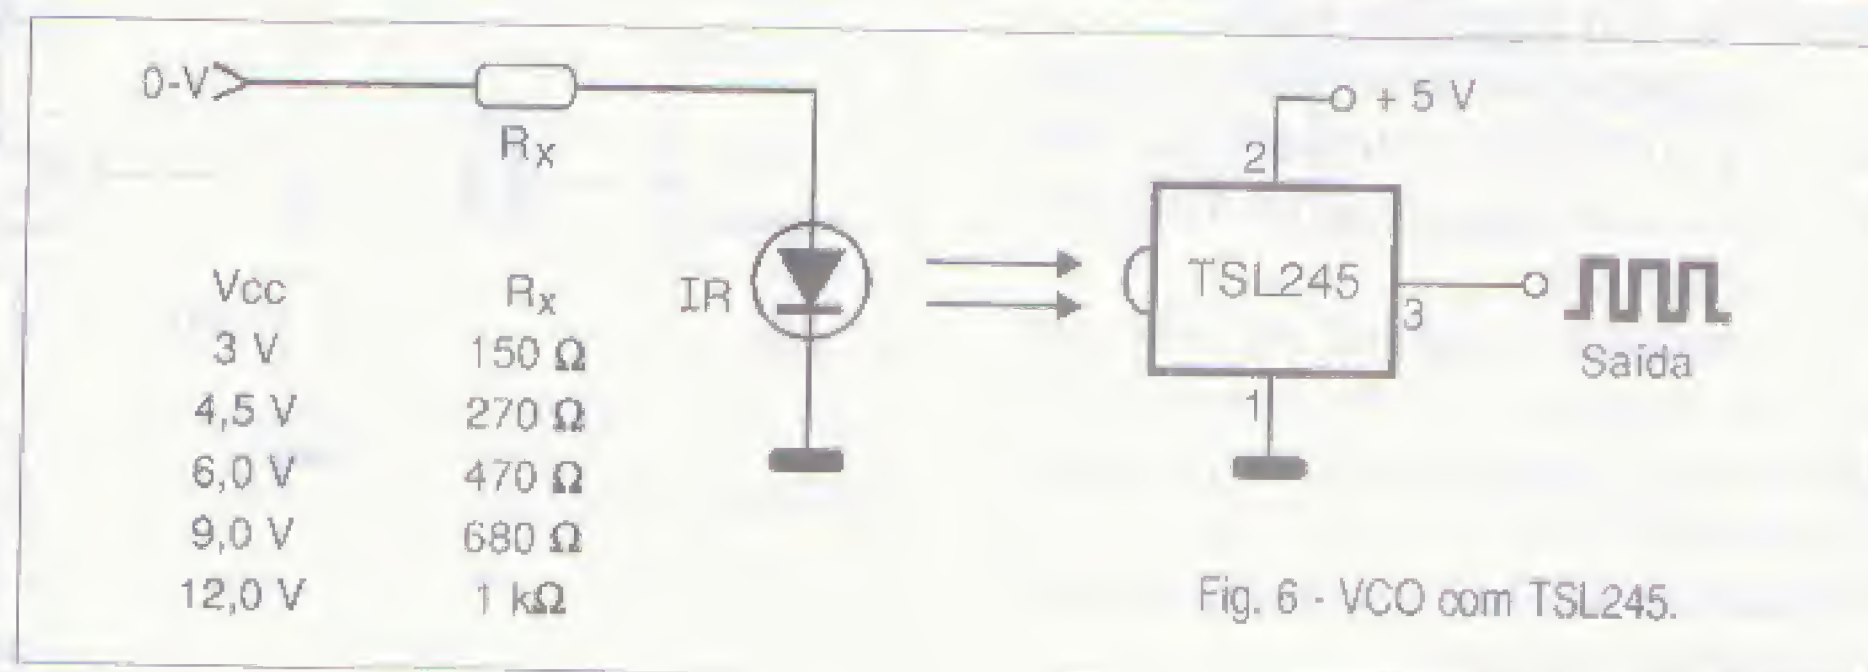 0-V
Rx
+ 5 V
2
Vcc Rx
3 V 150 Ω
4,5 V 270 Ω
6,0 V 470 Ω
9,0 V 680 Ω
12,0 V 1 kΩ
IR
TSL245
3
Saída
1
Fig. 6 - VCO com TSL245.